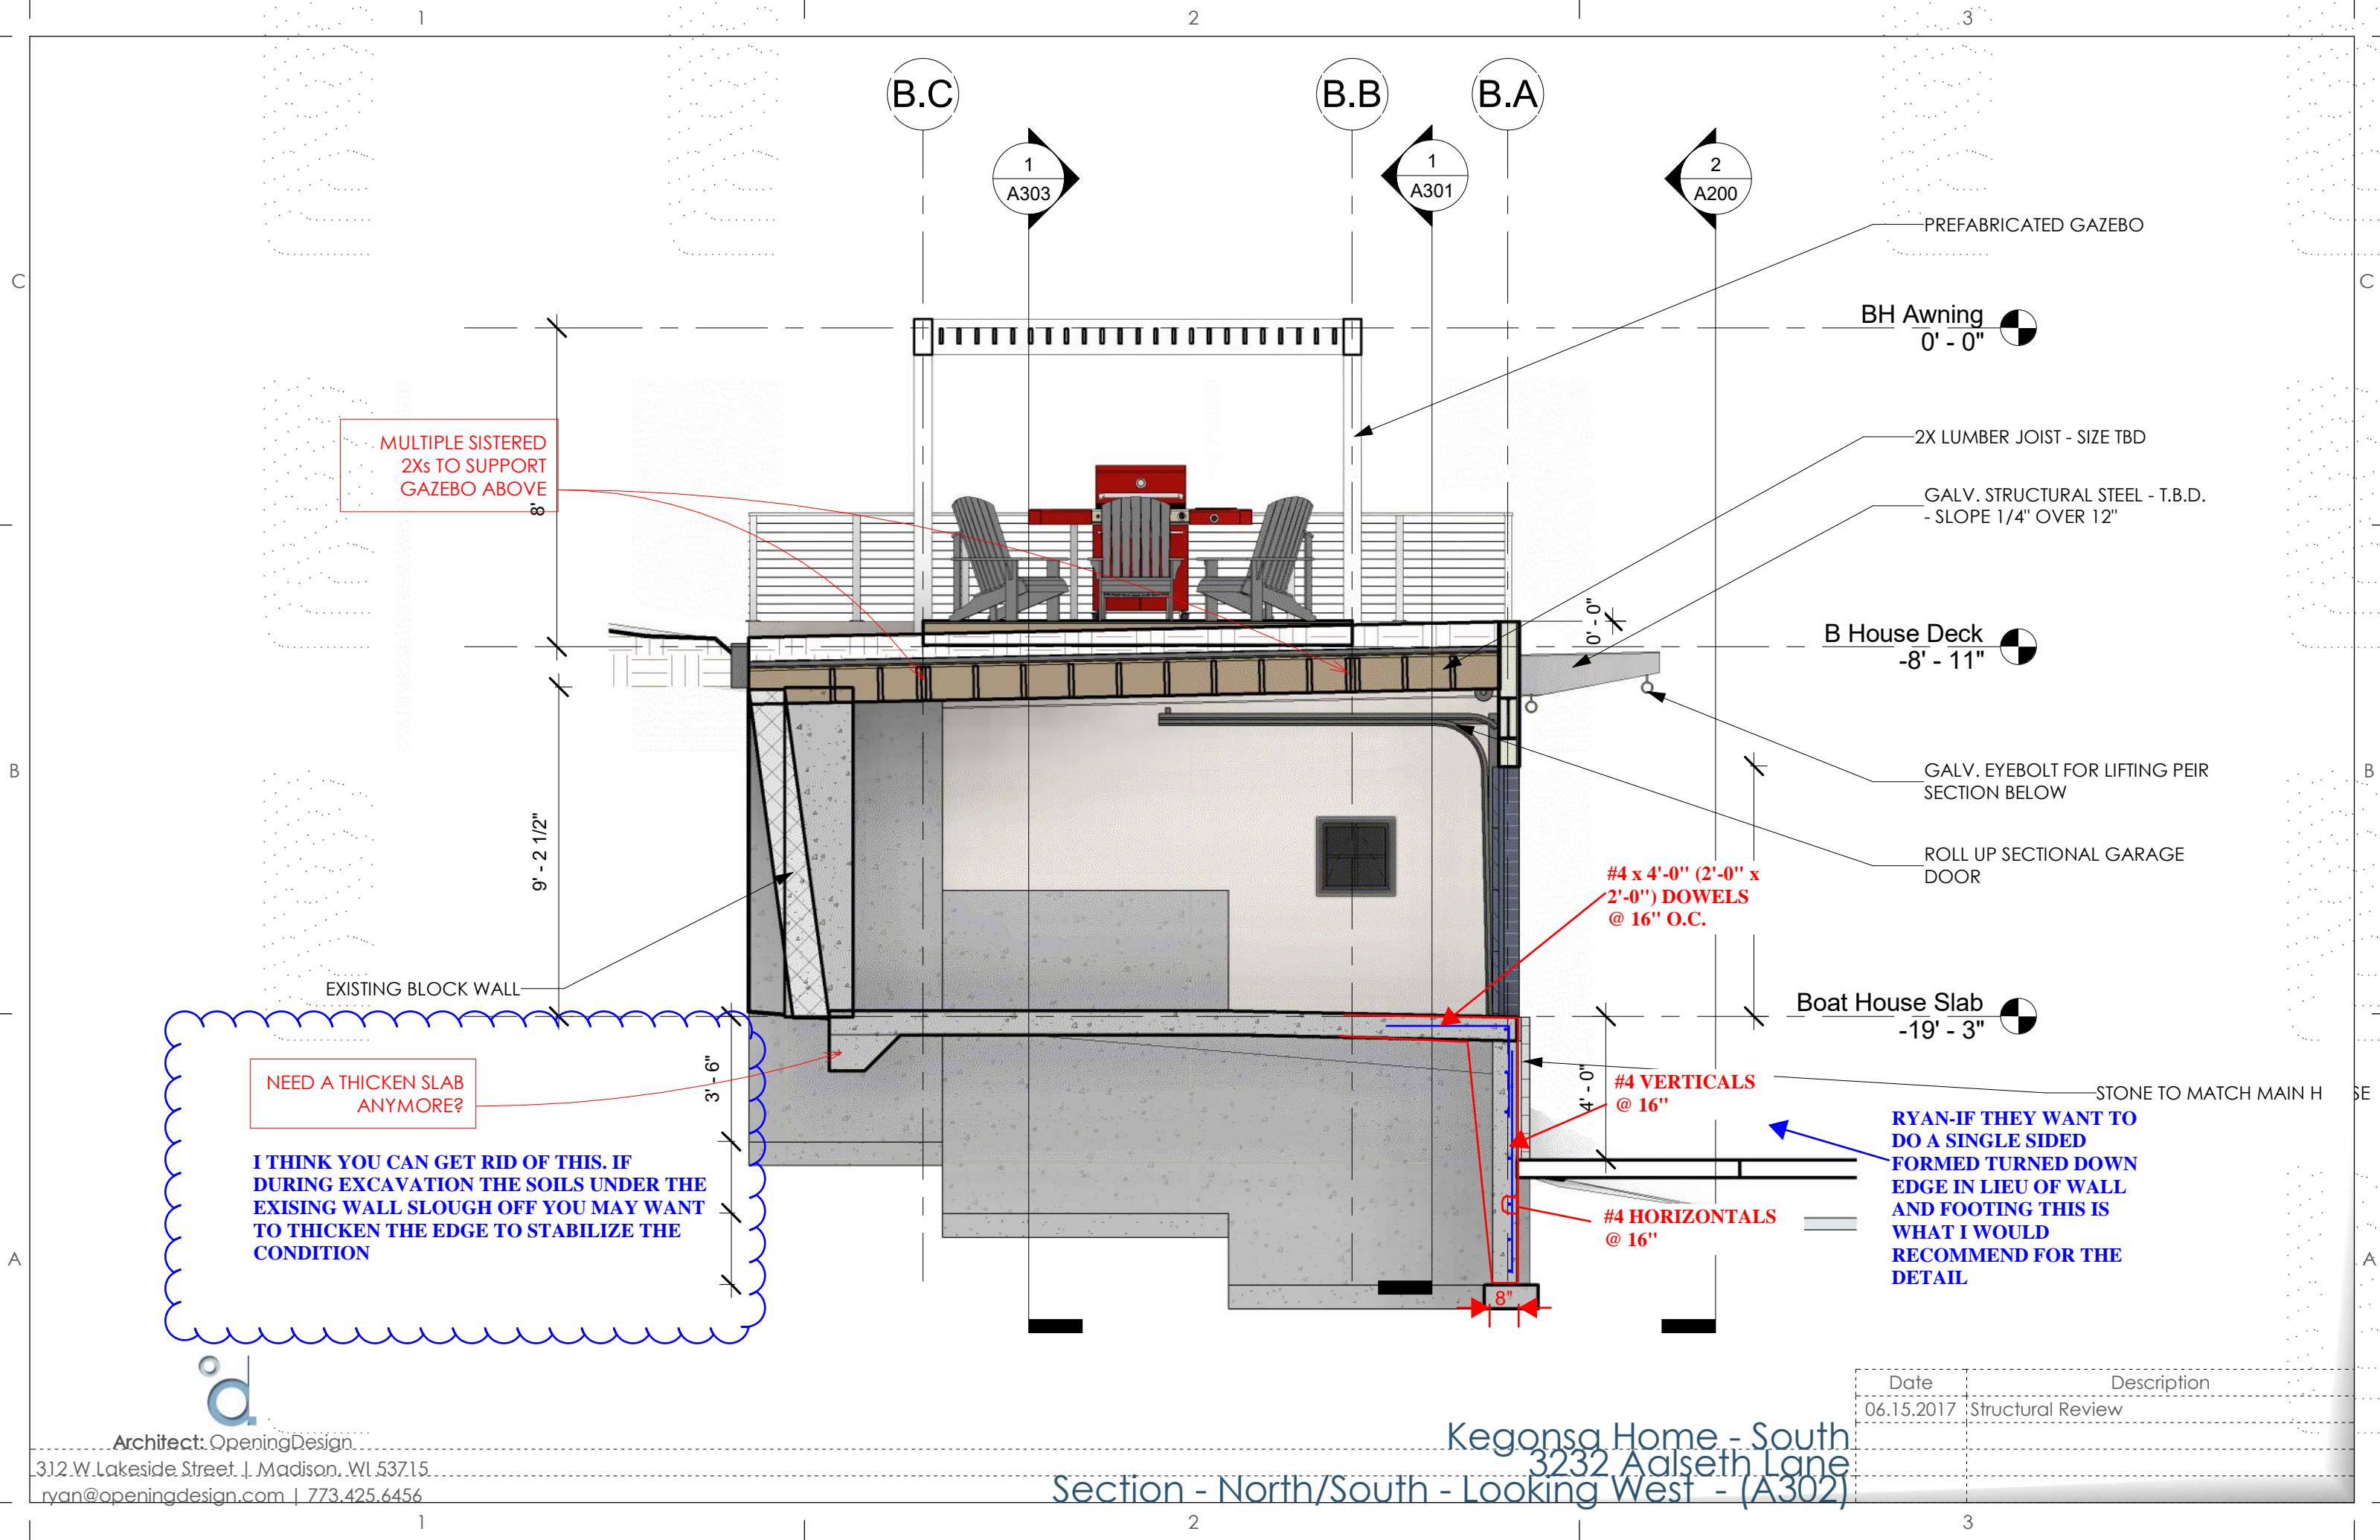 1
2
3
B.C
B.B
B.A
1
A303
1
A301
2
A200
PREFABRICATED GAZEBO
C
C
BH Awning
0' - 0"
MULTIPLE SISTERED
2Xs TO SUPPORT
GAZEBO ABOVE
8'
2X LUMBER JOIST - SIZE TBD
GALV. STRUCTURAL STEEL - T.B.D.
- SLOPE 1/4" OVER 12"
0' - 0"
B House Deck
-8' - 11"
B
B
GALV. EYEBOLT FOR LIFTING PEIR
SECTION BELOW
9' - 2 1/2"
ROLL UP SECTIONAL GARAGE
DOOR
#4 x 4'-0" (2'-0" x
2'-0") DOWELS
@ 16" O.C.
EXISTING BLOCK WALL
Boat House Slab
-19' - 3"
NEED A THICKEN SLAB
ANYMORE?
3' - 6"
#4 VERTICALS
@ 16"
4' - 0"
STONE TO MATCH MAIN H SE
I THINK YOU CAN GET RID OF THIS. IF
DURING EXCAVATION THE SOILS UNDER THE
EXISING WALL SLOUGH OFF YOU MAY WANT
TO THICKEN THE EDGE TO STABILIZE THE
CONDITION
RYAN-IF THEY WANT TO
DO A SINGLE SIDED
FORMED TURNED DOWN
EDGE IN LIEU OF WALL
AND FOOTING THIS IS
WHAT I WOULD
RECOMMEND FOR THE
DETAIL
#4 HORIZONTALS
@ 16"
8"
A
A
Architect: OpeningDesign
312 W Lakeside Street | Madison, WI 53715
ryan@openingdesign.com | 773.425.6456
Kegonsa Home - South
3232 Aalseth Lane
Section - North/South - Looking West - (A302)
Date
Description
06.15.2017
Structural Review
1
2
3